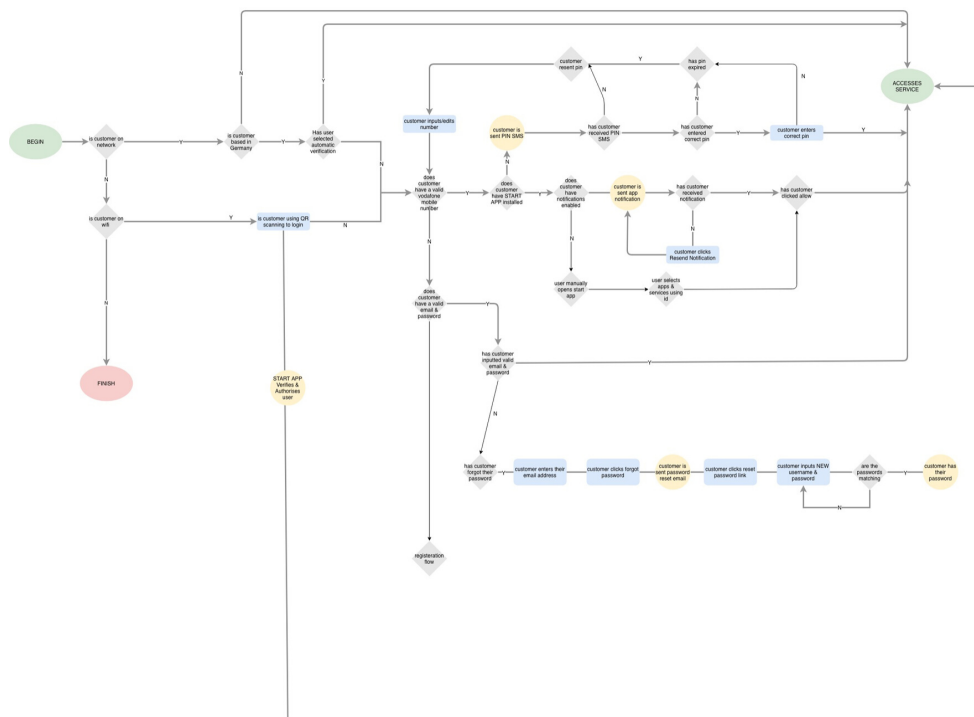 N
Y
customer
resent pin
Y
has pin
expired
N
N
N
ACCESSES
SERVICE
customer inputs/edits
number
customer is
sent PIN SMS
has customer
received PIN
SMS
Y
has customer
entered correct
pin
Y
customer enters
correct pin
Y
BEGIN
is customer on
network
Y
is customer
based in
Germany
Y
Has user
selected
automatic
verification
N
N
N
does
customer
have a valid
vodafone
mobile
number
Y
does
customer
have START
APP installed
Y
does
customer
have
notifications
enabled
customer is
sent app
notification
has customer
received
notification
Y
has customer
clicked allow
is customer on
wifi
Y
is customer using QR
scanning to login
N
N
N
N
customer clicks
Resend Notification
user manually
opens start
app
user selects
apps &
services using
id
N
does
customer
have a valid
email &
password
Y
has customer
inputted valid
email &
password
Y
FINISH
START APP
Verifies &
Authorises
user
N
has customer
forgot their
password
Y
customer enters their
email address
customer clicks forgot
password
customer is
sent password
reset email
customer clicks reset
password link
customer inputs NEW
username &
password
are the
passwords
matching
Y
customer has
their
password
N
registeration
flow